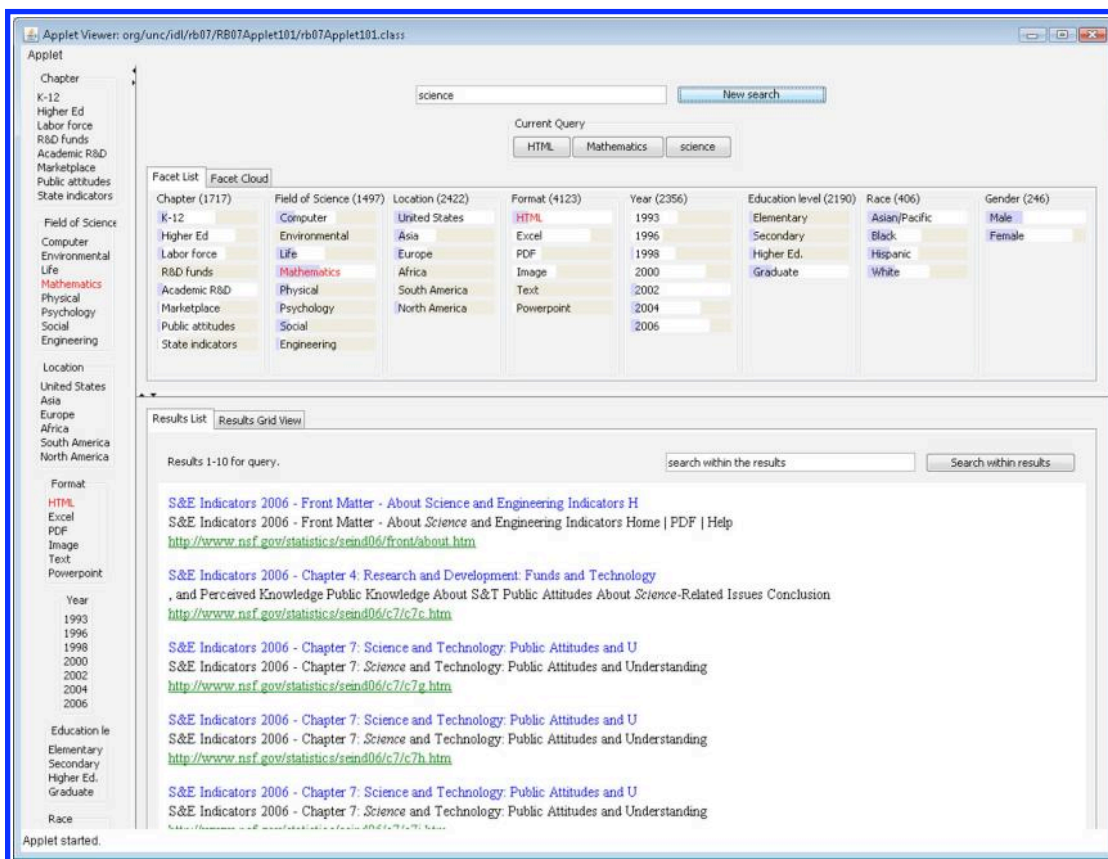 Applet Viewer: org/unc/idl/rb07/RB07Applet101/rb07Applet101.class
Applet
Chapter
K-12
Higher Ed
Labor force
R&D funds
Academic R&D
Marketplace
Public attitudes
State indicators
Field of Science
Computer
Environmental
Life
Mathematics
Physical
Psychology
Social
Engineering
Location
United States
Asia
Europe
Africa
South America
North America
Format
HTML
Excel
PDF
Image
Text
Powerpoint
Year
1993
1996
1998
2000
2002
2004
2006
Education le
Elementary
Secondary
Higher Ed.
Graduate
Race
science New search
Current Query
HTML Mathematics science
Facet List Facet Cloud
Chapter (1717) Field of Science (1497) Location (2422) Format (4123) Year (2356) Education level (2190) Race (406) Gender (246)
K-12 Computer United States HTML 1993 Elementary Asian/Pacific Male
Higher Ed Environmental Asia Excel 1996 Secondary Black Female
Labor force Life Europe PDF 1998 Higher Ed. Hispanic
R&D funds Mathematics Africa Image 2000 Graduate White
Academic R&D Physical South America Text 2002
Marketplace Psychology North America Powerpoint 2004
Public attitudes Social 2006
State indicators Engineering
Results List Results Grid View
Results 1-10 for query. search within the results Search within results
S&E Indicators 2006 - Front Matter - About Science and Engineering Indicators H
S&E Indicators 2006 - Front Matter - About Science and Engineering Indicators Home | PDF | Help
http://www.nsf.gov/statistics/seind06/front/about.htm
S&E Indicators 2006 - Chapter 4: Research and Development: Funds and Technology
, and Perceived Knowledge Public Knowledge About S&T Public Attitudes About Science-Related Issues Conclusion
http://www.nsf.gov/statistics/seind06/c7/c7c.htm
S&E Indicators 2006 - Chapter 7: Science and Technology: Public Attitudes and U
S&E Indicators 2006 - Chapter 7: Science and Technology: Public Attitudes and Understanding
http://www.nsf.gov/statistics/seind06/c7/c7g.htm
S&E Indicators 2006 - Chapter 7: Science and Technology: Public Attitudes and U
S&E Indicators 2006 - Chapter 7: Science and Technology: Public Attitudes and Understanding
http://www.nsf.gov/statistics/seind06/c7/c7h.htm
S&E Indicators 2006 - Chapter 7: Science and Technology: Public Attitudes and U
S&E Indicators 2006 - Chapter 7: Science and Technology: Public Attitudes and Understanding
Applet started.